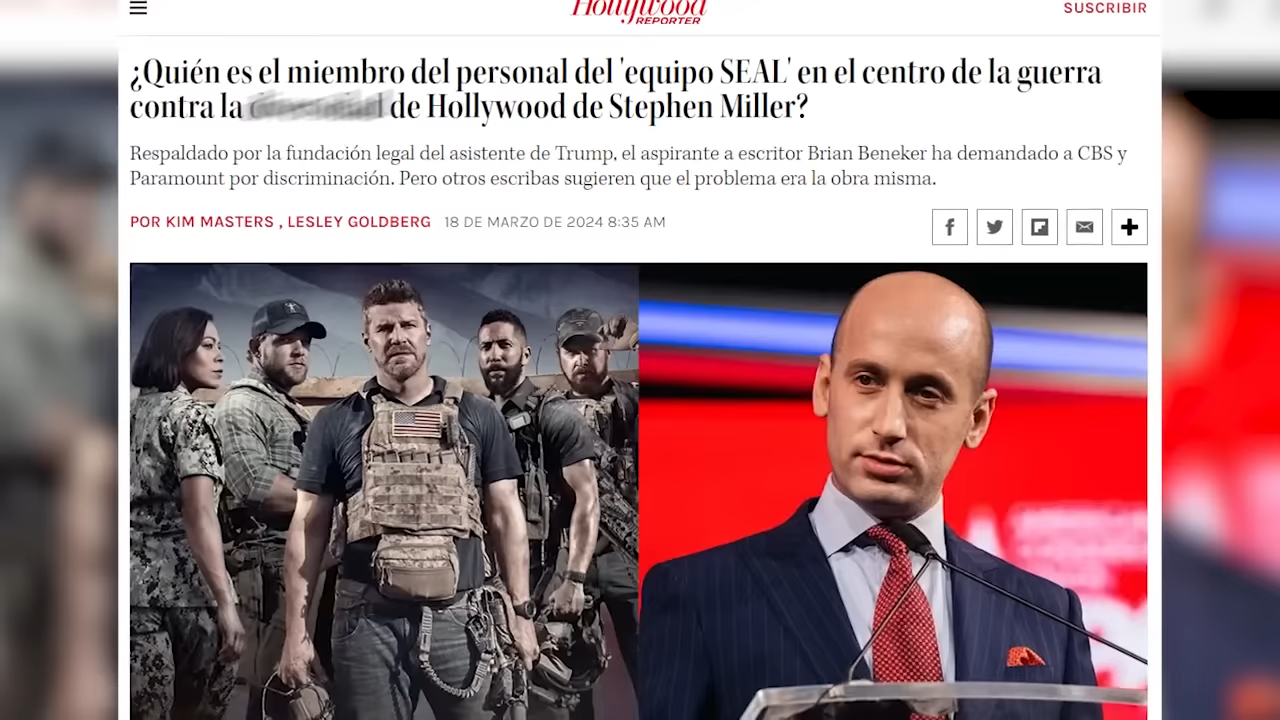 Hollywood
REPORTER
SUSCRIBIR
¿Quién es el miembro del personal del 'equipo SEAL' en el centro de la guerra
contra la de Hollywood de Stephen Miller?
Respaldado por la fundación legal del asistente de Trump, el aspirante a escritor Brian Beneker ha demandado a CBS y
Paramount por discriminación. Pero otros escribas sugieren que el problema era la obra misma.
POR KIM MASTERS , LESLEY GOLDBERG 18 DE MARZO DE 2024 8:35 AM